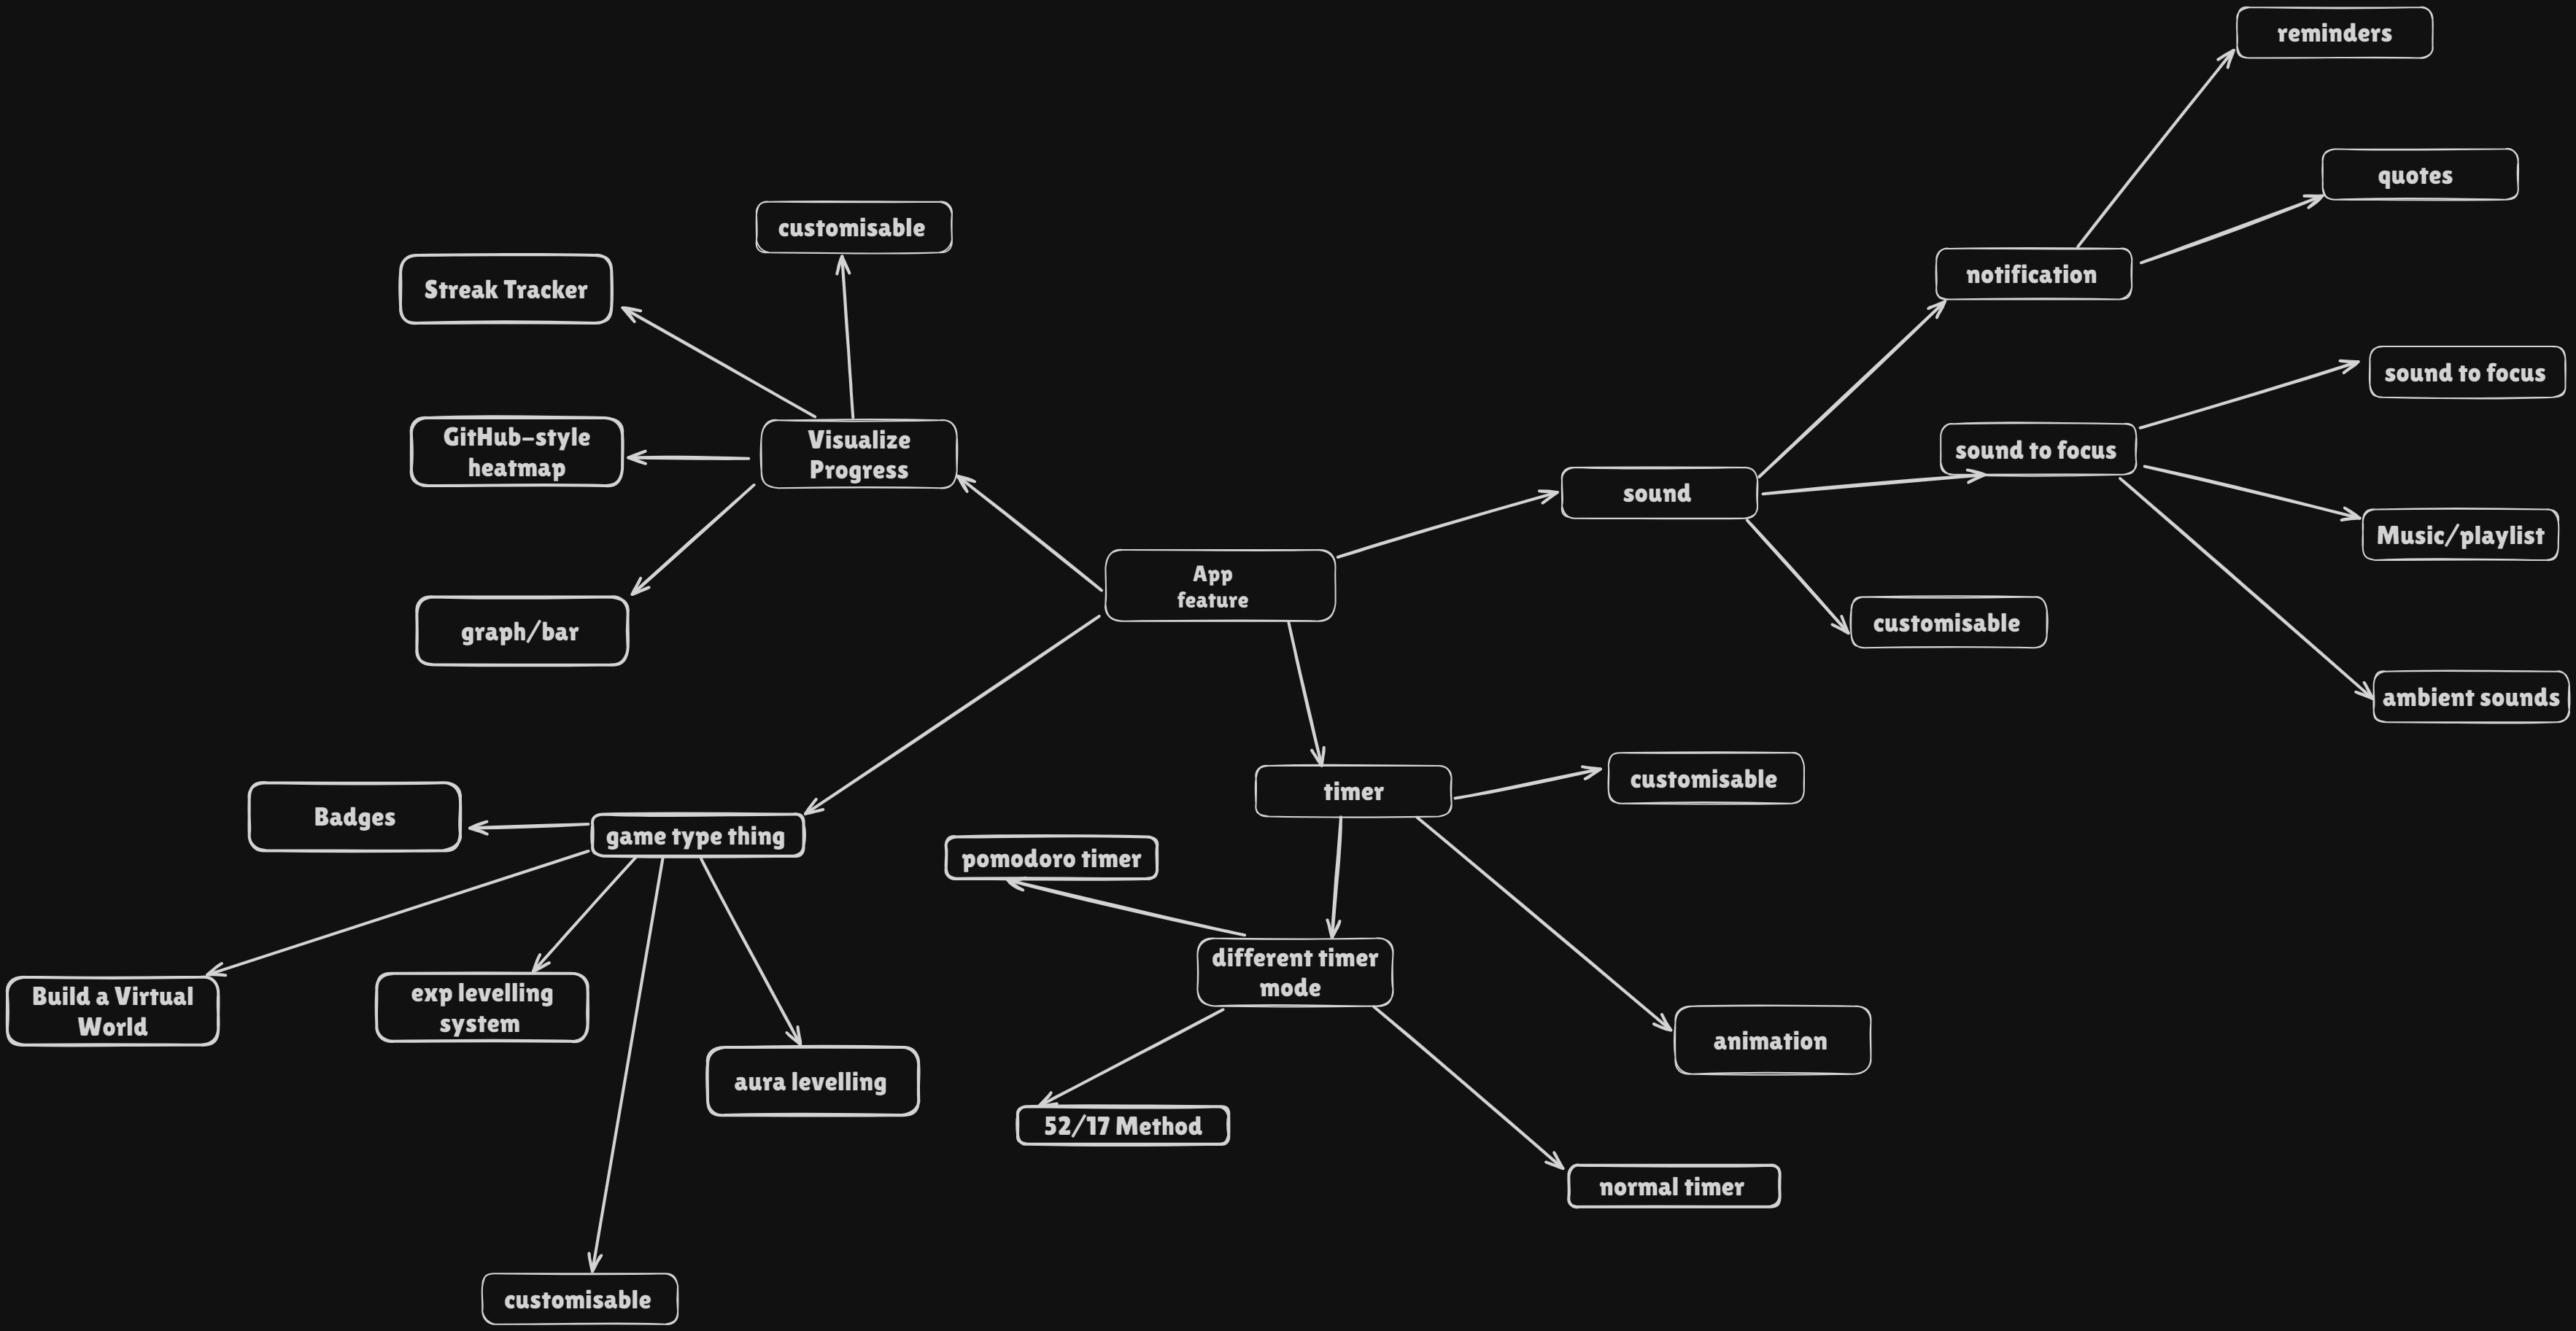 reminders
quotes
notification
customisable
Streak Tracker
sound to focus
GitHub-style
heatmap
Visualize
Progress
sound to focus
sound
Music/playlist
App
feature
customisable
graph/bar
ambient sounds
customisable
timer
Badges
game type thing
pomodoro timer
different timer
mode
Build a Virtual
World
exp levelling
system
animation
aura levelling
52/17 Method
normal timer
customisable